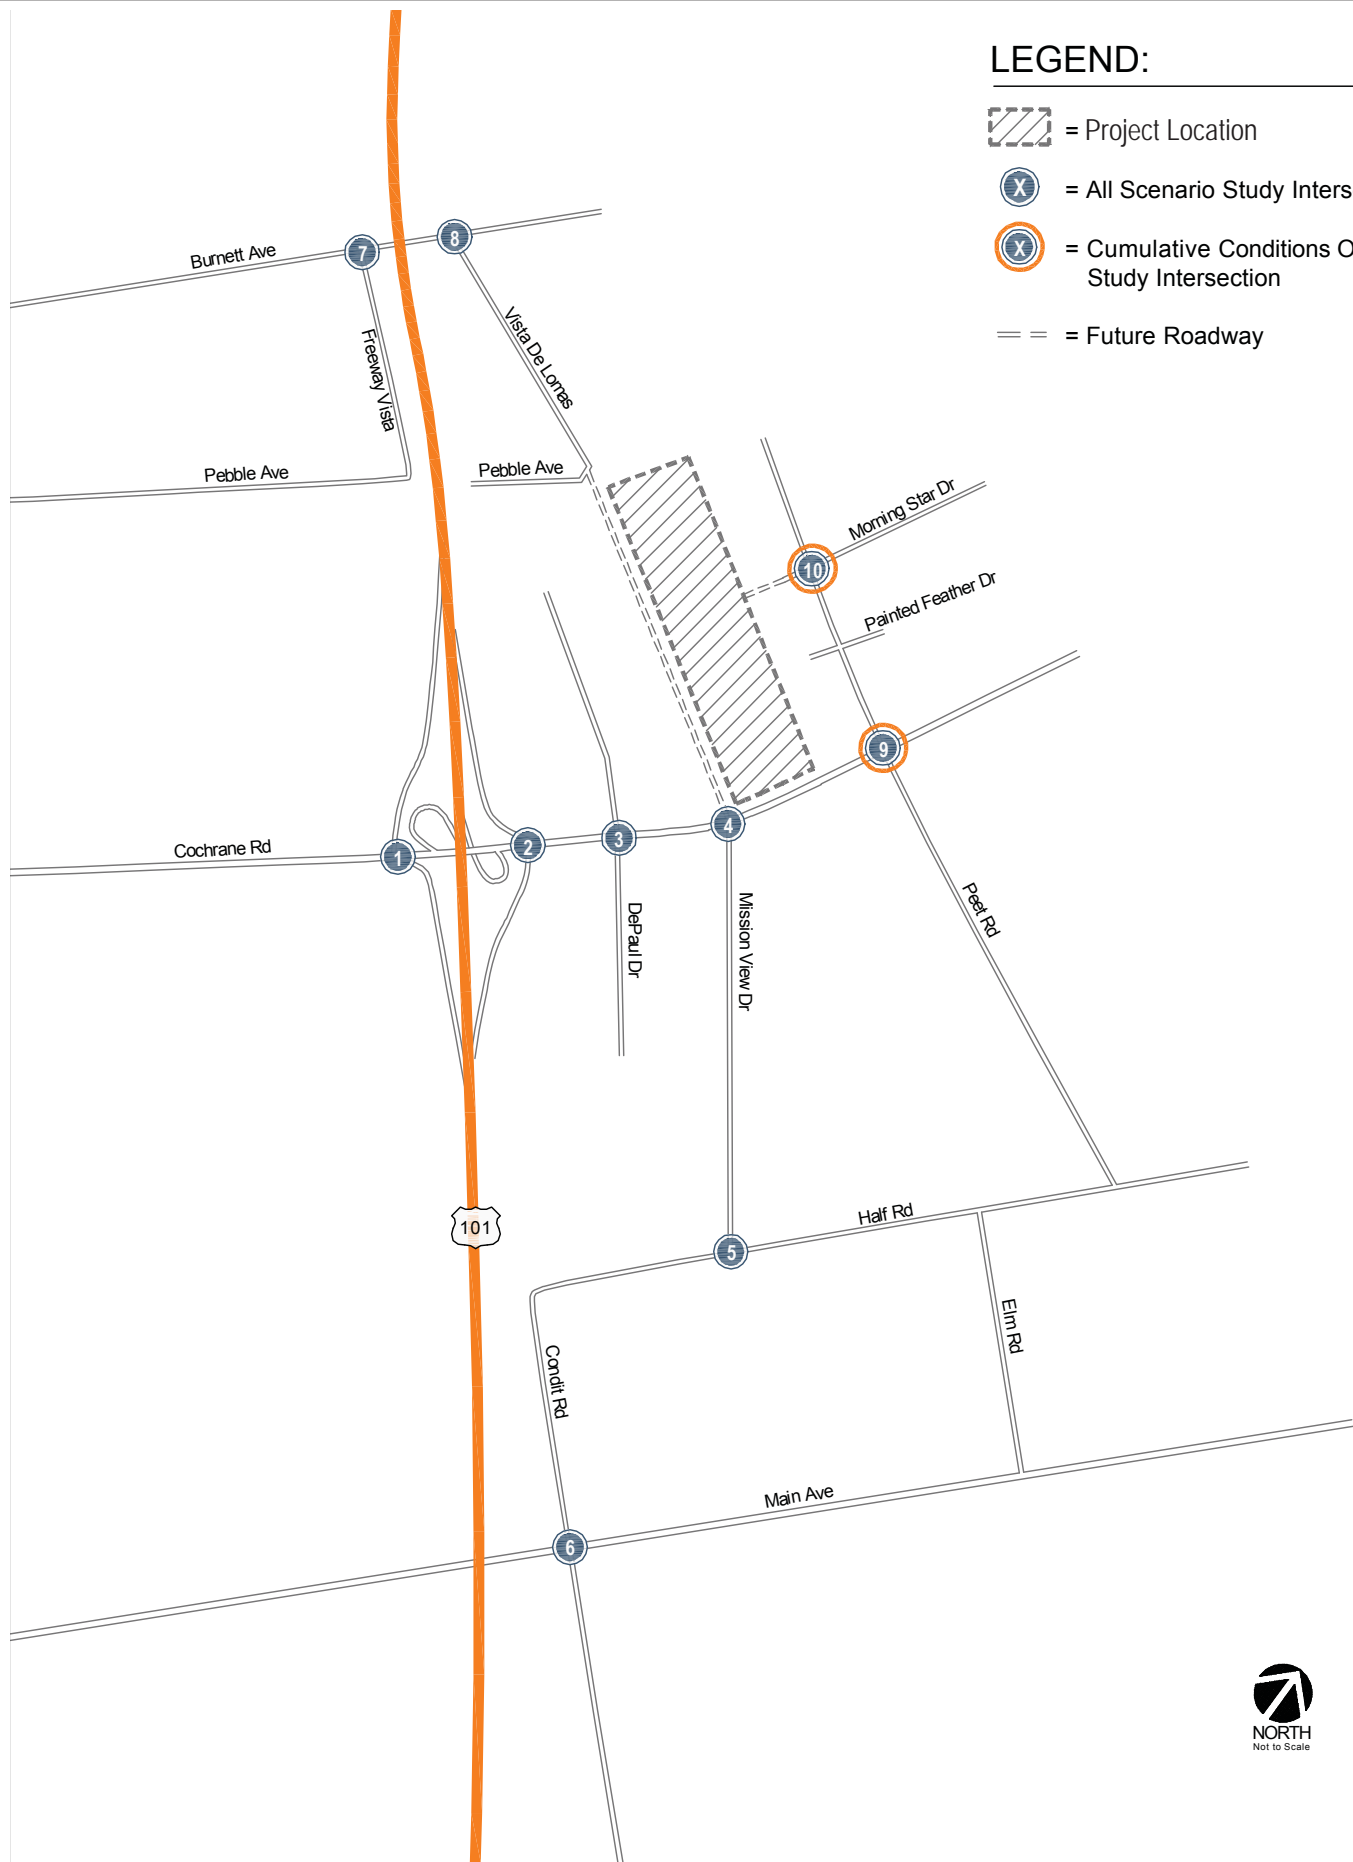 LEGEND:
= Project Location
X
= All Scenario Study Inters
X
= Cumulative Conditions O
Study Intersection
= Future Roadway
Burnett Ave
7
8
Freeway Vista
Vista De Lomas
Pebble Ave
Pebble Ave
Morning Star Dr
10
Painted Feather Dr
9
Cochrane Rd
1
2
3
4
DePaul Dr
Mission View Dr
Peet Rd
101
Half Rd
5
Elm Rd
Condit Rd
Main Ave
6
NORTH
Not to Scale